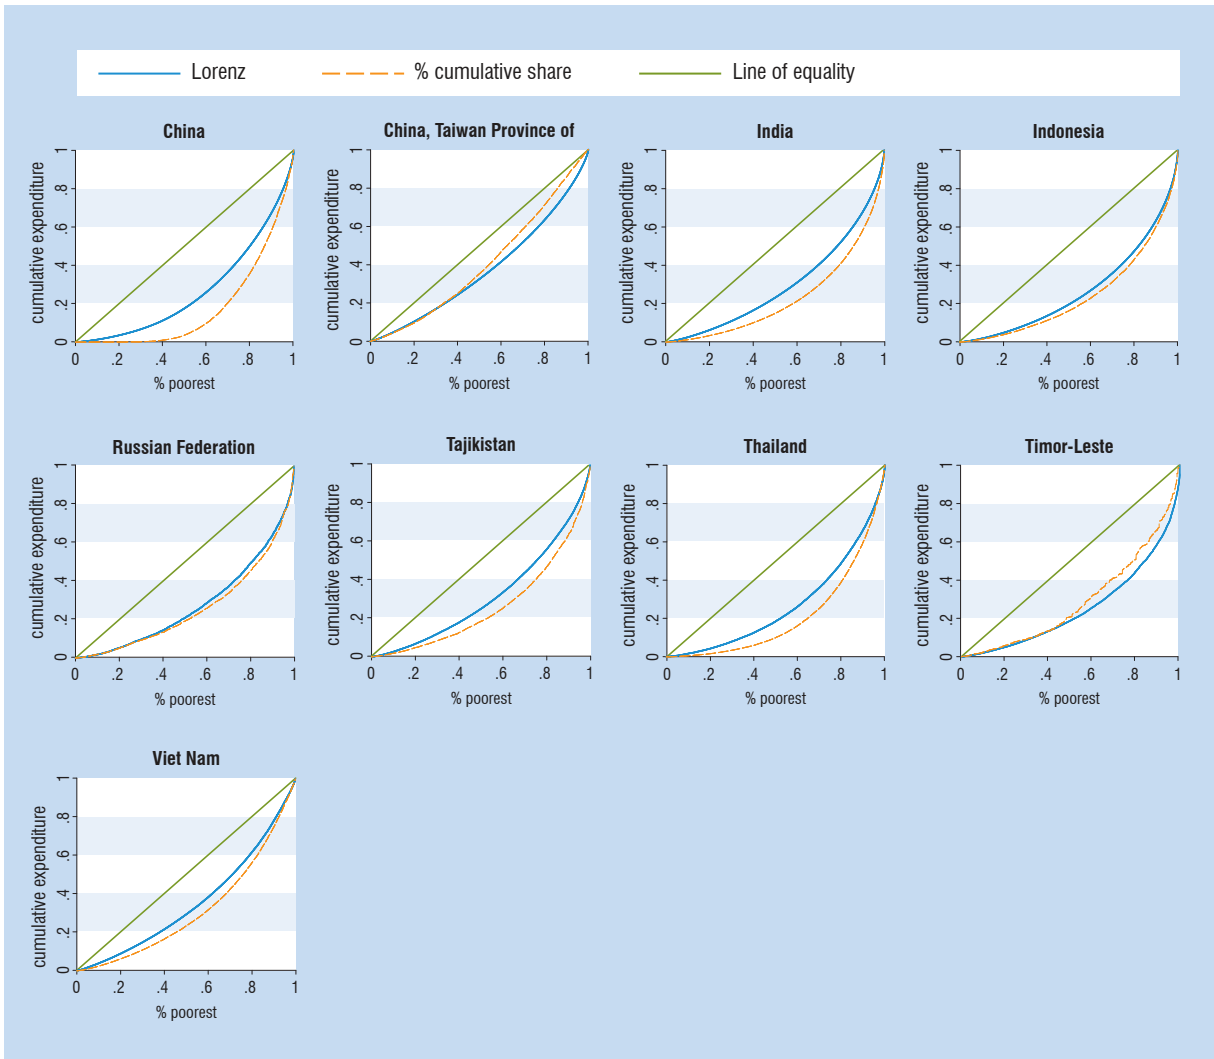 Lorenz % cumulative share Line of equality
China
cumulative expenditure
1
.8
.6
.4
.2
0
0 .2 .4 .6 .8 1
% poorest
China, Taiwan Province of
cumulative expenditure
1
.8
.6
.4
.2
0
0 .2 .4 .6 .8 1
% poorest
India
cumulative expenditure
1
.8
.6
.4
.2
0
0 .2 .4 .6 .8 1
% poorest
Indonesia
cumulative expenditure
1
.8
.6
.4
.2
0
0 .2 .4 .6 .8 1
% poorest
Russian Federation
cumulative expenditure
1
.8
.6
.4
.2
0
0 .2 .4 .6 .8 1
% poorest
Tajikistan
cumulative expenditure
1
.8
.6
.4
.2
0
0 .2 .4 .6 .8 1
% poorest
Thailand
cumulative expenditure
1
.8
.6
.4
.2
0
0 .2 .4 .6 .8 1
% poorest
Timor-Leste
cumulative expenditure
1
.8
.6
.4
.2
0
0 .2 .4 .6 .8 1
% poorest
Viet Nam
cumulative expenditure
1
.8
.6
.4
.2
0
0 .2 .4 .6 .8 1
% poorest